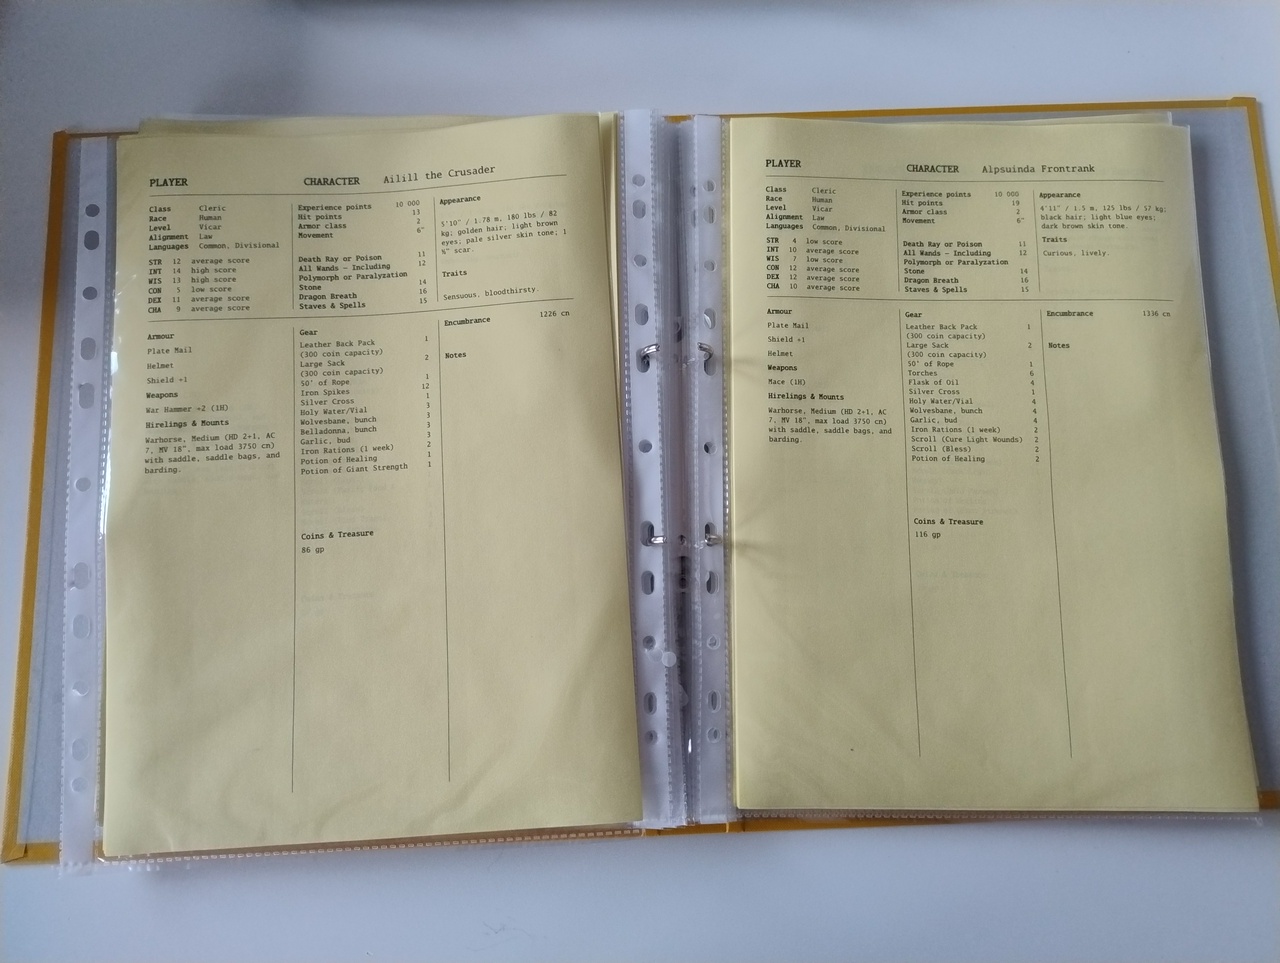 PLAYER
CHARACTER Ailill the Crusader
Class Cleric
Race Human
Level Vicar
Alignment Law
Languages Common, Divisional
STR 12 average score
INT 14 high score
WIS 13 high score
CON 5 low score
DEX 11 average score
CHA 9 average score
Experience points 10 000
Hit points 13
Armor class 2
Movement 6"
Death Ray or Poison 11
All Wands – Including 12
Polymorph or Paralyzation
Stone 14
Dragon Breath 16
Staves & Spells 15
Appearance
5'10" / 1.78 m, 180 lbs / 82
kg; golden hair; light brown
eyes; pale silver skin tone; 1
¾" scar.
Traits
Sensuous, bloodthirsty.
Armour
Plate Mail
Helmet
Shield +1
Weapons
War Hammer +2 (1H)
Hirelings & Mounts
Warhorse, Medium (HD 2+1, AC
7, MV 18", max load 3750 cn)
with saddle, saddle bags, and
barding.
Gear
Leather Back Pack 1
(300 coin capacity)
Large Sack 2
(300 coin capacity)
50' of Rope 1
Iron Spikes 12
Silver Cross 1
Holy Water/Vial 3
Wolvesbane, bunch 3
Belladonna, bunch 3
Garlic, bud 3
Iron Rations (1 week) 2
Potion of Healing 1
Potion of Giant Strength 1
Coins & Treasure
86 gp
Encumbrance 1226 cn
Notes
PLAYER
CHARACTER Alpsuinda Frontrank
Class Cleric
Race Human
Level Vicar
Alignment Law
Languages Common, Divisional
STR 4 low score
INT 10 average score
WIS 7 low score
CON 12 average score
DEX 12 average score
CHA 10 average score
Experience points 10 000
Hit points 19
Armor class 2
Movement 6"
Death Ray or Poison 11
All Wands – Including 12
Polymorph or Paralyzation
Stone 14
Dragon Breath 16
Staves & Spells 15
Appearance
4'11" / 1.5 m, 125 lbs / 57 kg;
black hair; light blue eyes;
dark brown skin tone
Traits
Curious, lively.
Armour
Plate Mail
Shield +1
Helmet
Weapons
Mace (1H)
Hirelings & Mounts
Warhorse, Medium (HD 2+1, AC
7, MV 18", max load 3750 cn)
with saddle, saddle bags, and
barding.
Gear
Leather Back Pack 1
(300 coin capacity)
Large Sack 2
(300 coin capacity)
50' of Rope 1
Torches 6
Flask of Oil 4
Silver Cross 1
Holy Water/Vial 4
Wolvesbane, bunch 4
Garlic, bud 4
Iron Rations (1 week) 2
Scroll (Cure Light Wounds) 2
Scroll (Bless) 2
Potion of Healing 2
Coins & Treasure
116 gp
Encumbrance 1336 cn
Notes